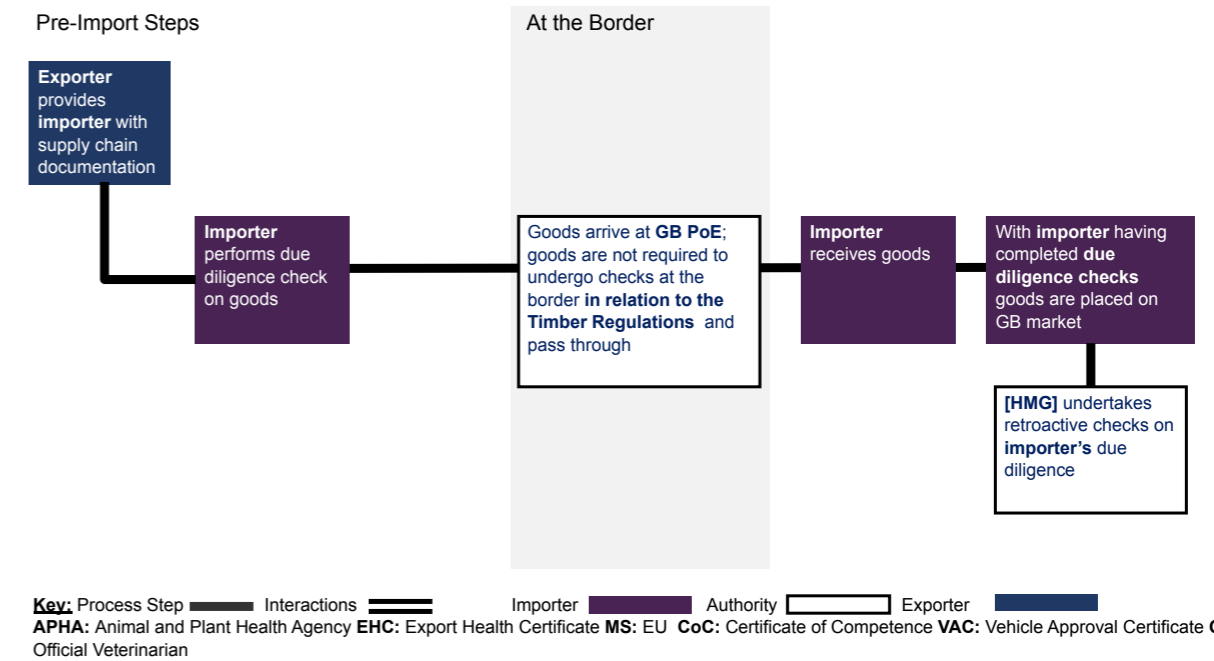 Pre-Import Steps
At the Border
Exporter
provides
importer with
supply chain
documentation
Importer
performs due
diligence check
on goods
Goods arrive at GB PoE;
goods are not required to
undergo checks at the
border in relation to the
Timber Regulations and
pass through
Importer
receives goods
With importer having
completed due
diligence checks
goods are placed on
GB market
[HMG] undertakes
retroactive checks on
importer’s due
diligence
Key: Process Step Interactions Importer Authority Exporter
APHA: Animal and Plant Health Agency EHC: Export Health Certificate MS: EU CoC: Certificate of Competence VAC: Vehicle Approval Certificate
Official Veterinarian